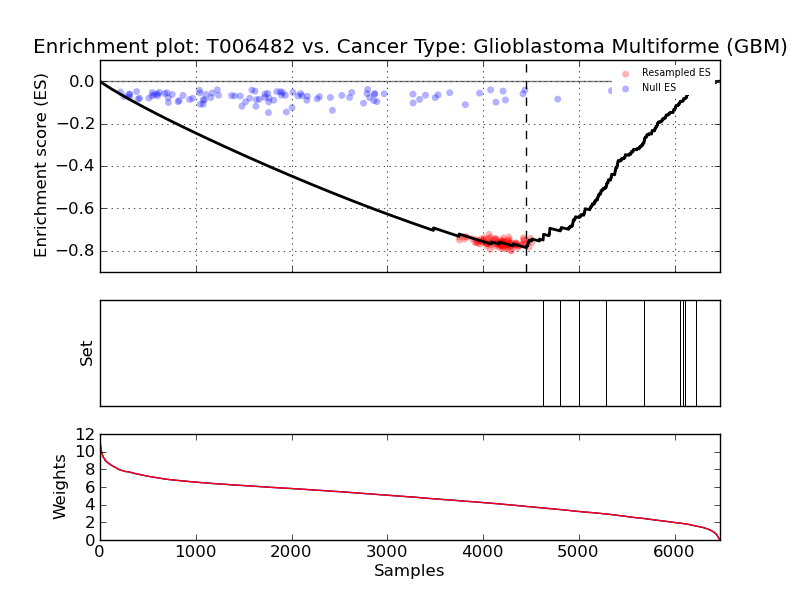 Enrichment plot: T006482 vs. Cancer Type: Glioblastoma Multiforme (GBM)
Enrichment score (ES)
0.0
−0.2
−0.4
−0.6
−0.8
Resampled ES
Null ES
Set
Weights
12
10
8
6
4
2
0
0 1000 2000 3000 4000 5000 6000
Samples